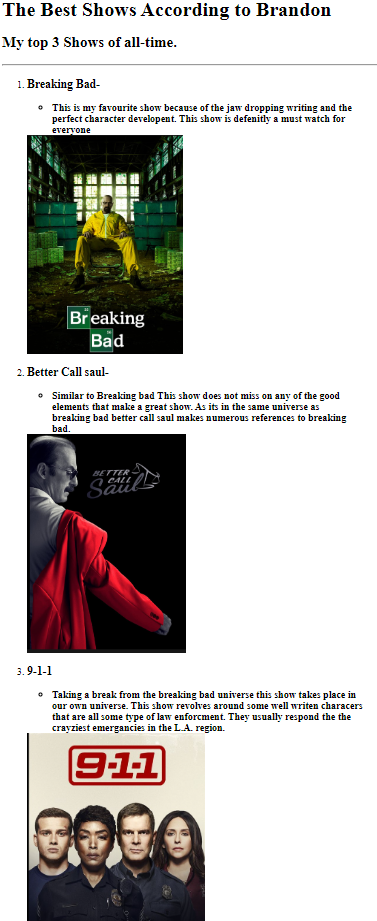 The Best Shows According to Brandon
My top 3 Shows of all-time.
1. Breaking Bad-
This is my favourite show because of the jaw dropping writing and the
perfect character developent. This show is defenitly a must watch for
everyone
Breaking
Bad
2. Better Call saul-
Similar to Breaking bad This show does not miss on any of the good
elements that make a great show. As its in the same universe as
breaking bad better call saul makes numerous references to breaking
bad.
BETTER
CALL
Saul
3. 9-1-1
Taking a break from the breaking bad universe this show takes place in
our own universe. This show revolves around some well writen characers
that are all some type of law enforcment. They usually respond the the
crayziest emergancies in the L.A. region.
9-1-1